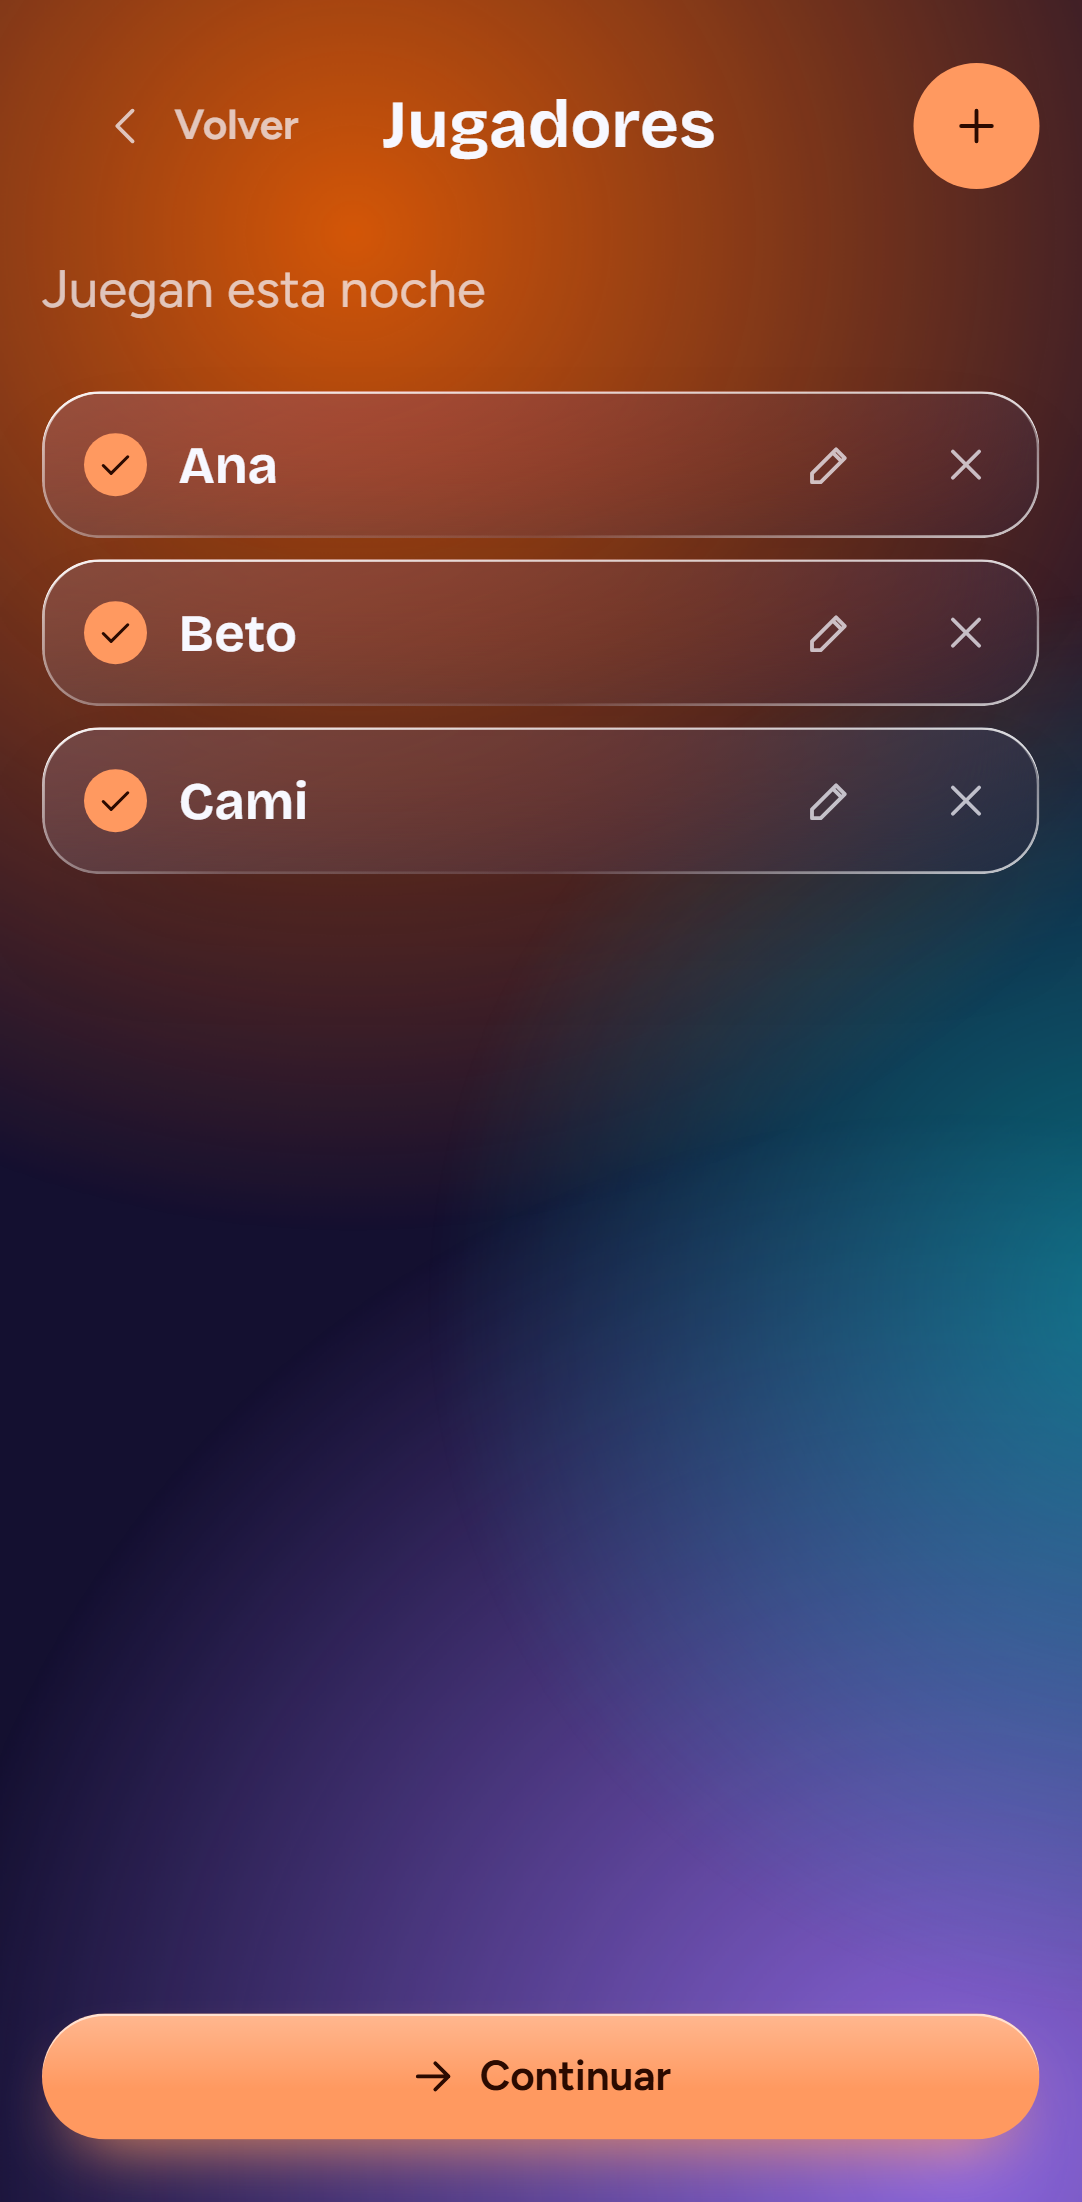 Volver
Jugadores
Juegan esta noche
Ana
Beto
Cami
Continuar